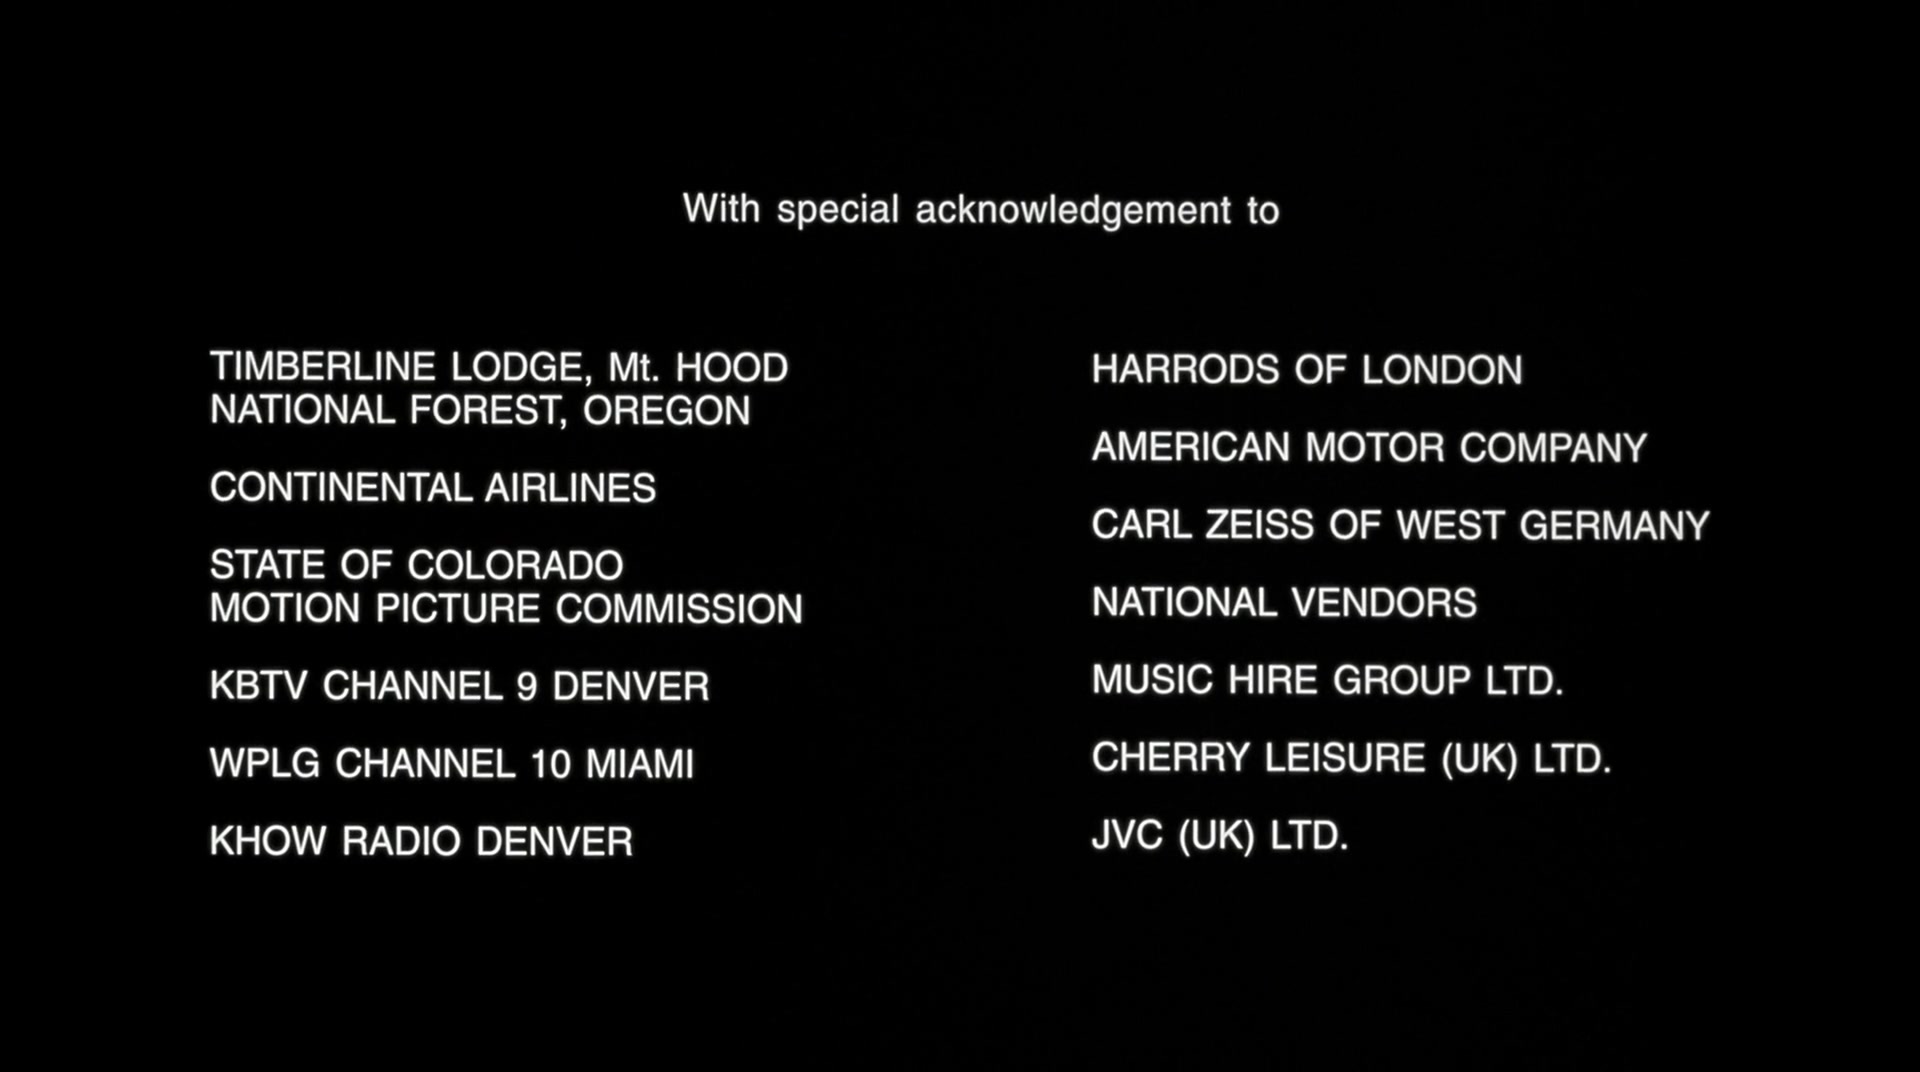 With special acknowledgement to
TIMBERLINE LODGE, Mt. HOOD
NATIONAL FOREST, OREGON
CONTINENTAL AIRLINES
STATE OF COLORADO
MOTION PICTURE COMMISSION
KBTV CHANNEL 9 DENVER
WPLG CHANNEL 10 MIAMI
KHOW RADIO DENVER
HARRODS OF LONDON
AMERICAN MOTOR COMPANY
CARL ZEISS OF WEST GERMANY
NATIONAL VENDORS
MUSIC HIRE GROUP LTD.
CHERRY LEISURE (UK) LTD.
JVC (UK) LTD.